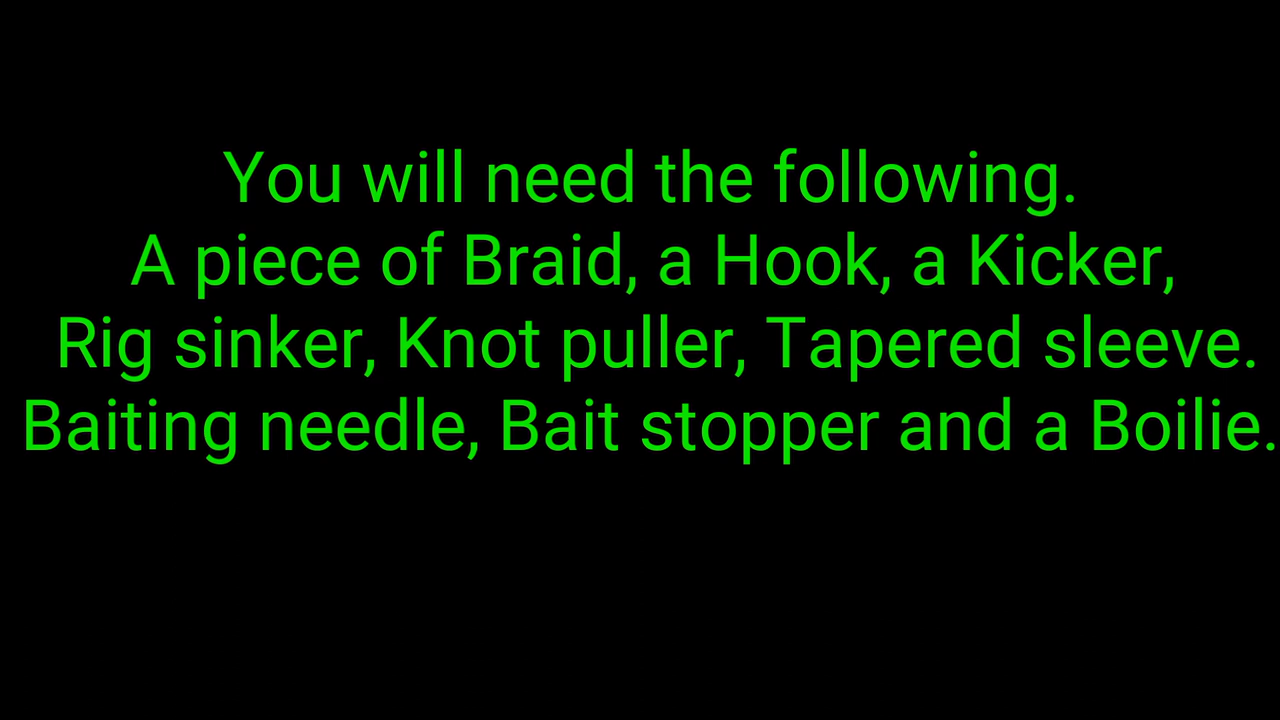 You will need the following.
A piece of Braid, a Hook, a Kicker,
Rig sinker, Knot puller, Tapered sleeve.
Baiting needle, Bait stopper and a Boilie.